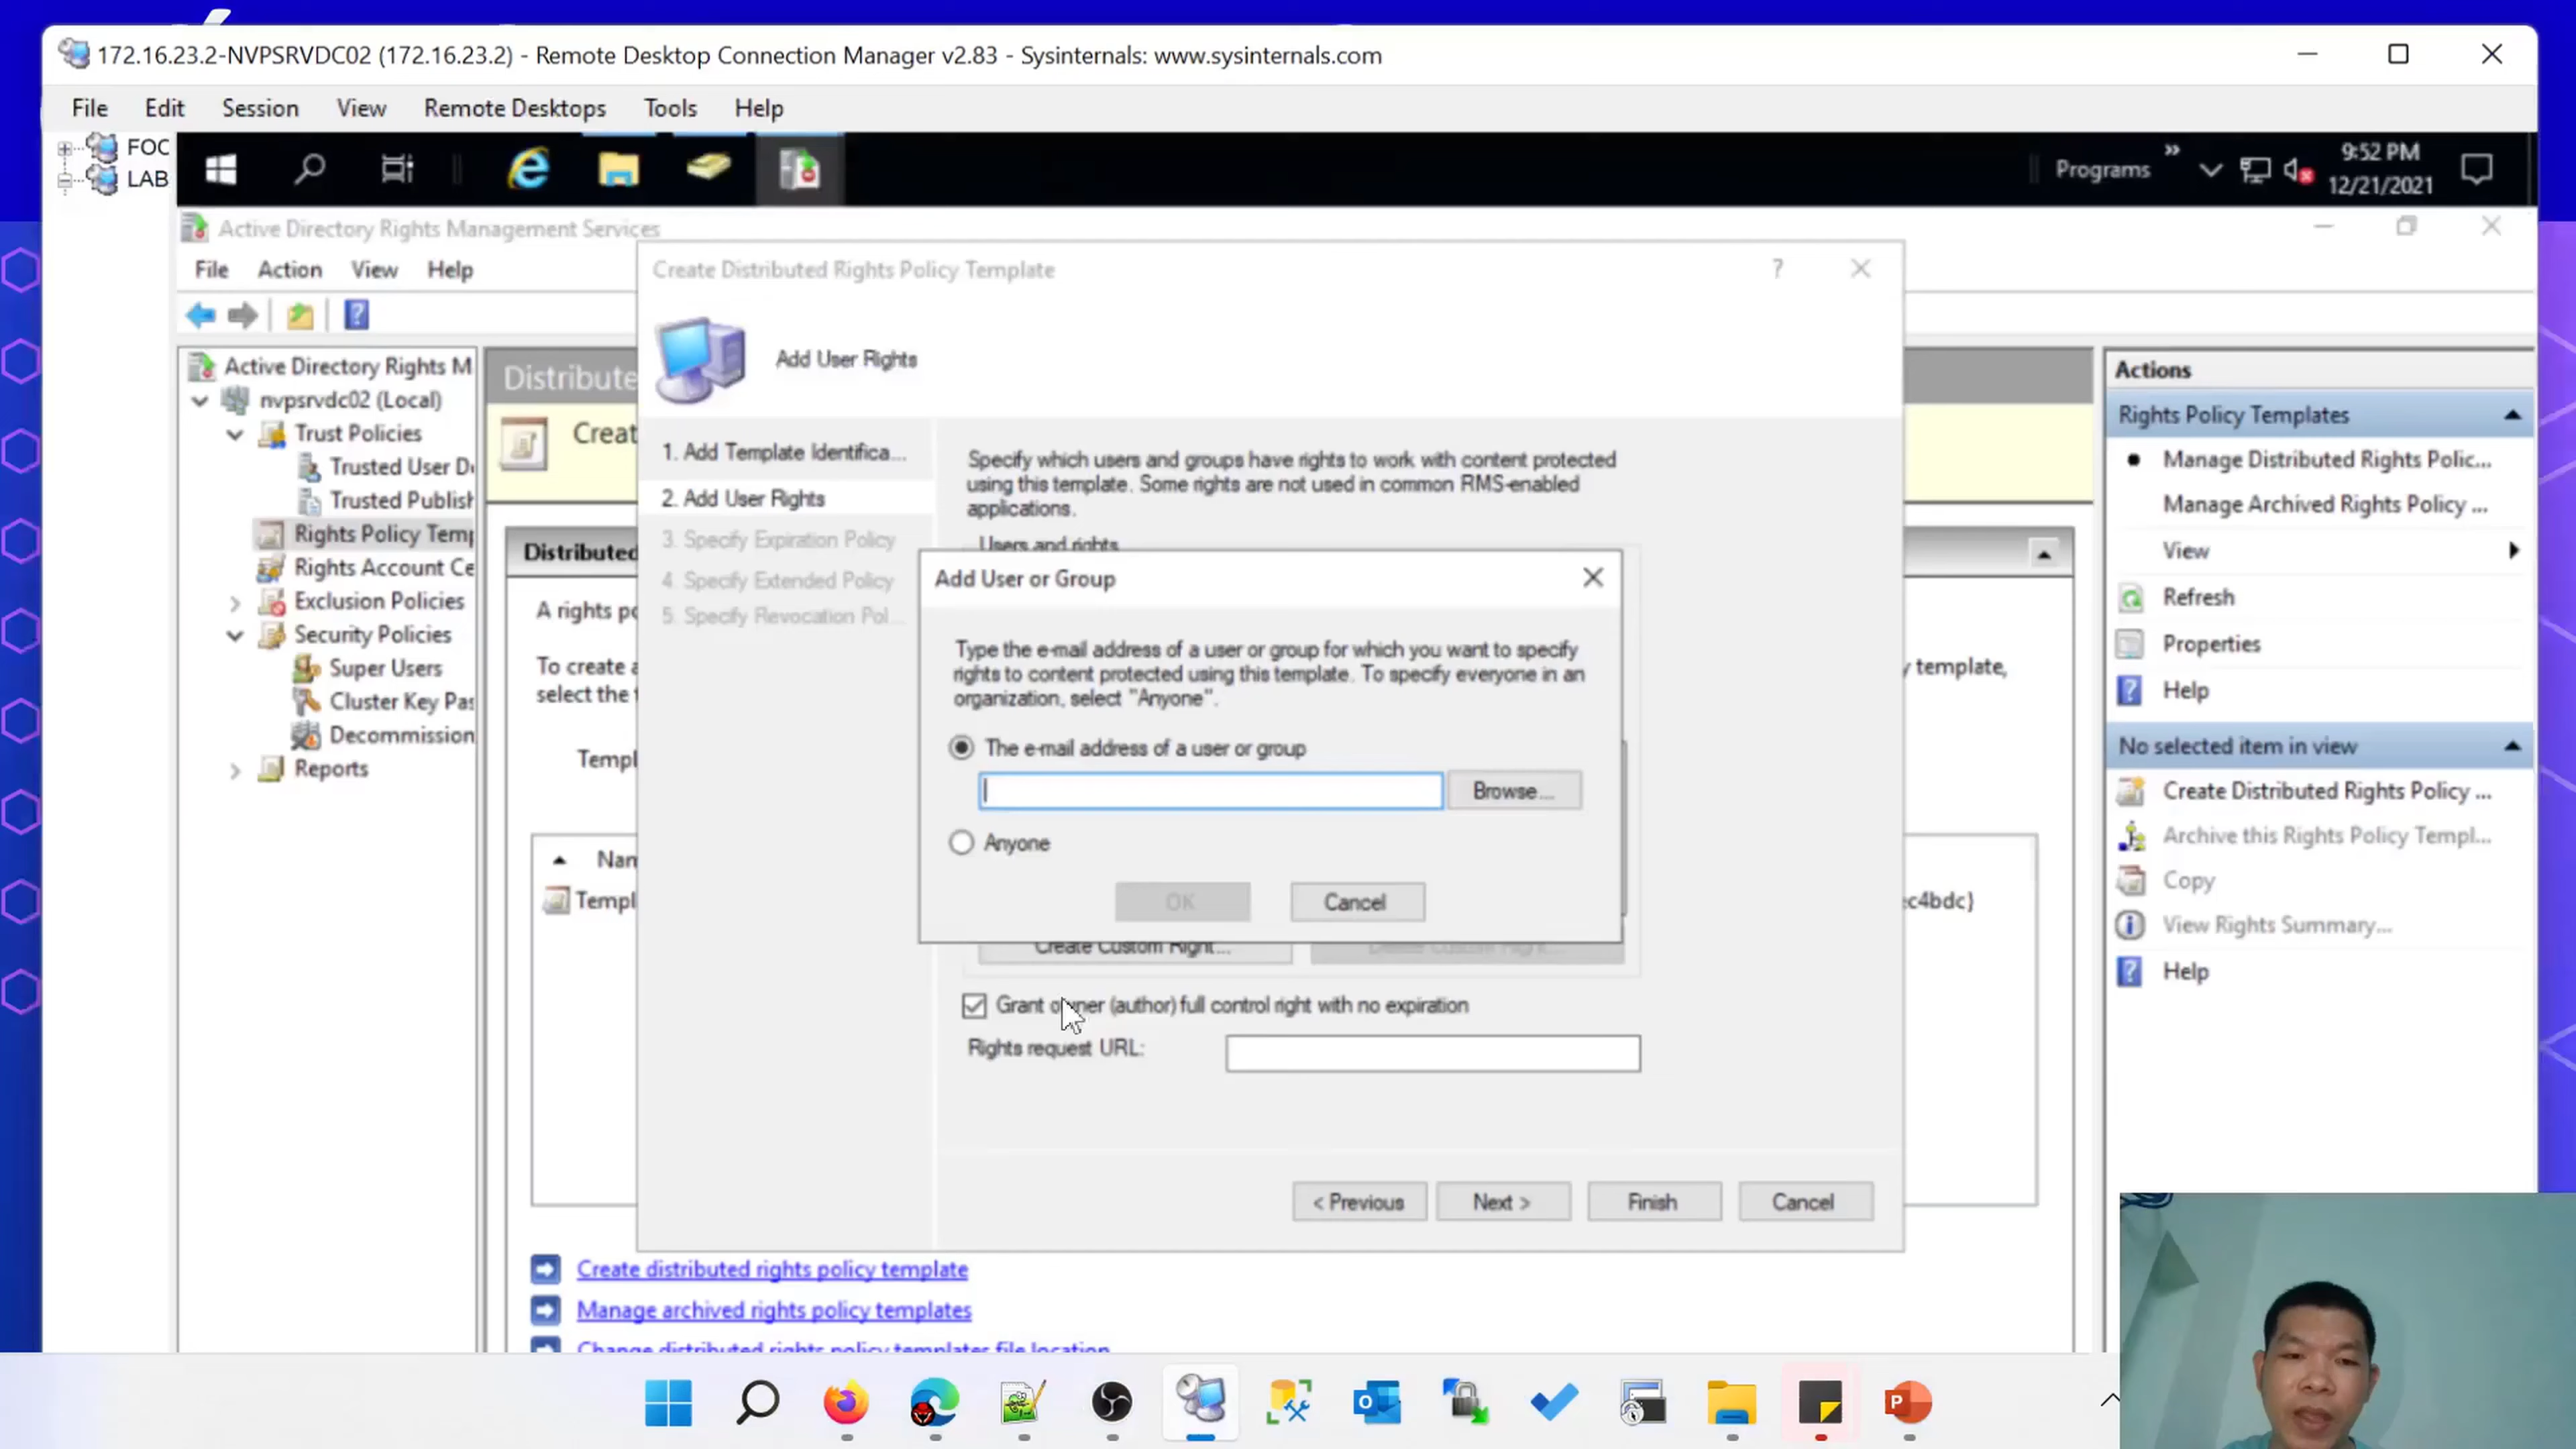 172.16.23.2-NVPSRVDC02 (172.16.23.2) - Remote Desktop Connection Manager v2.83 - Sysinternals: www.sysinternals.com
File Edit Session View Remote Desktops Tools Help
FOC
LAB
Programs
9:52 PM
12/21/2021
Active Directory Rights Management Services
File Action View Help
Active Directory Rights M
nvpsrvdc02 (Local)
Trust Policies
Trusted User D
Trusted Publish
Rights Policy Temp
Rights Account Ce
Exclusion Policies
Security Policies
Super Users
Cluster Key Pas
Decommission
Reports
Distribute
Creat
Distributed
A rights po
To create a
select the
Templ
Nam
Templ
template,
c4bdc}
Create distributed rights policy template
Manage archived rights policy templates
Change distributed rights policy templates file location
Create Distributed Rights Policy Template
?
Add User Rights
1. Add Template Identifica...
2. Add User Rights
3. Specify Expiration Policy
4. Specify Extended Policy
5. Specify Revocation Pol...
Specify which users and groups have rights to work with content protected
using this template. Some rights are not used in common RMS-enabled
applications.
Users and rights
Add User or Group
Type the e-mail address of a user or group for which you want to specify
rights to content protected using this template. To specify everyone in an
organization, select "Anyone".
The e-mail address of a user or group
Browse...
Anyone
OK Cancel
Create Custom Right... Delete Custom Right...
Grant owner (author) full control right with no expiration
Rights request URL:
< Previous Next > Finish Cancel
Actions
Rights Policy Templates
Manage Distributed Rights Polic...
Manage Archived Rights Policy ...
View
Refresh
Properties
Help
No selected item in view
Create Distributed Rights Policy ...
Archive this Rights Policy Templ...
Copy
View Rights Summary...
Help